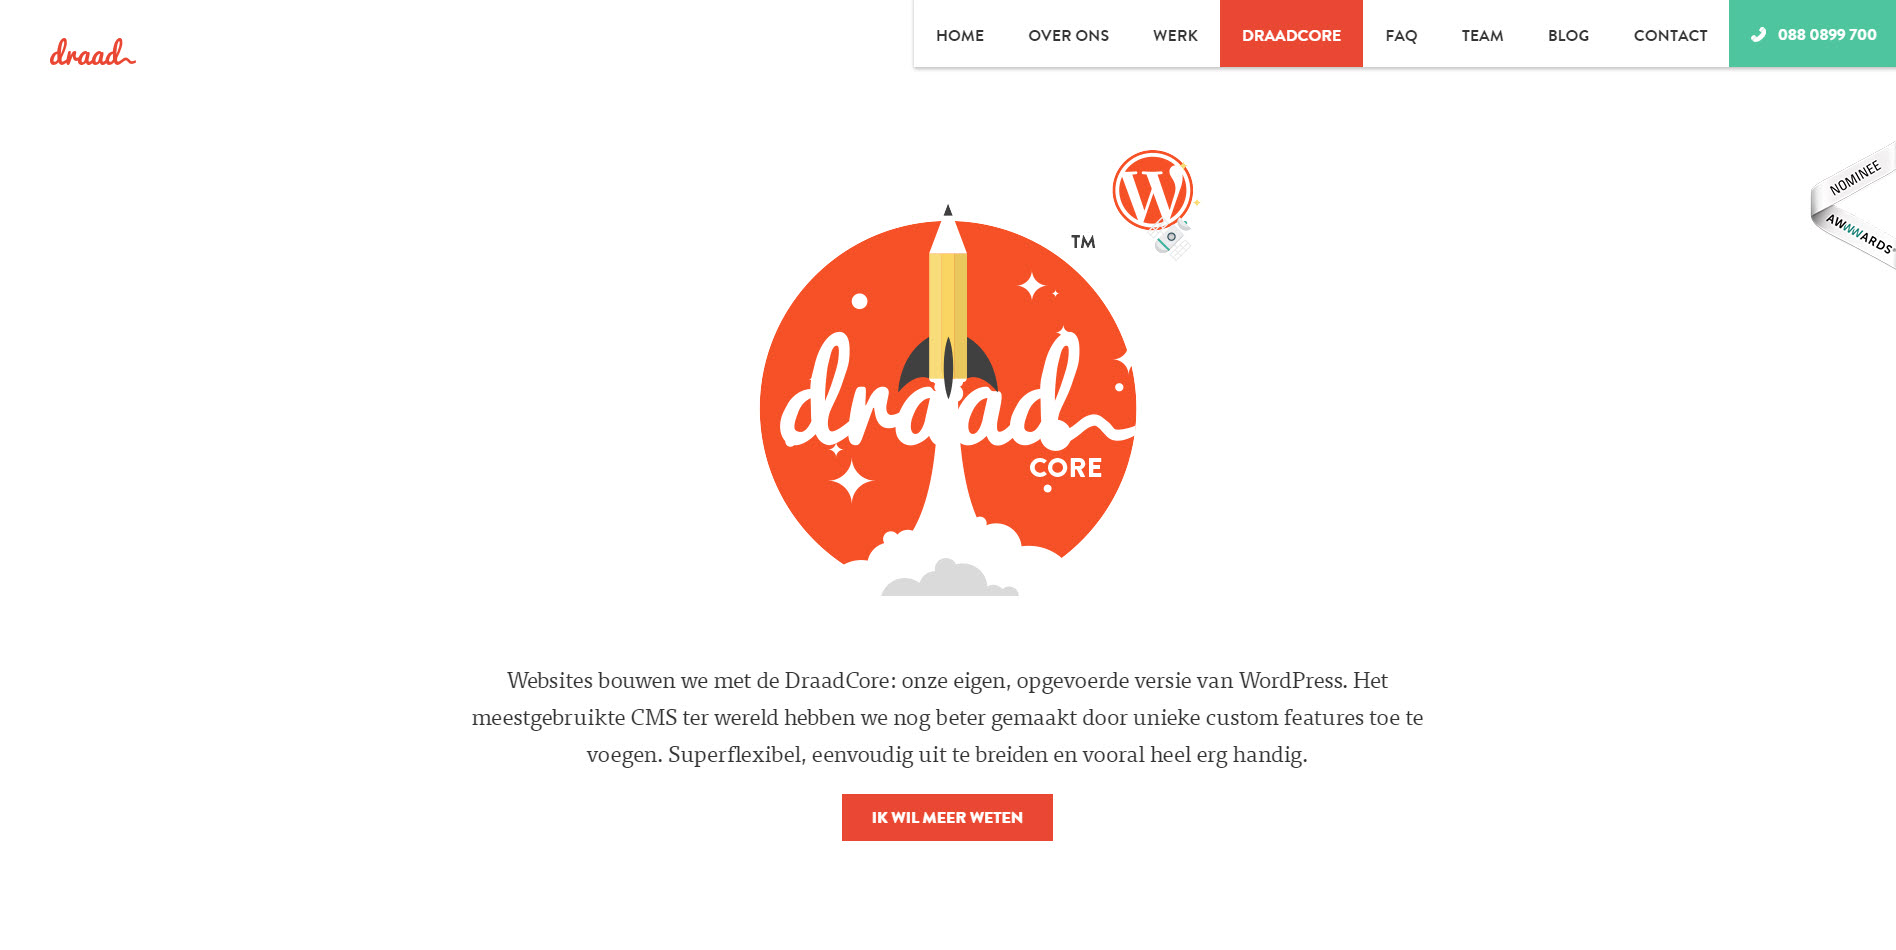 draad
HOME
OVER ONS
WERK
DRAADCORE
FAQ
TEAM
BLOG
CONTACT
088 0899 700
NOMINEE
AWWWARDS
W
TM
draad
CORE
Websites bouwen we met de DraadCore: onze eigen, opgevoerde versie van WordPress. Het
meestgebruikte CMS ter wereld hebben we nog beter gemaakt door unieke custom features toe te
voegen. Superflexibel, eenvoudig uit te breiden en vooral heel erg handig.
IK WIL MEER WETEN